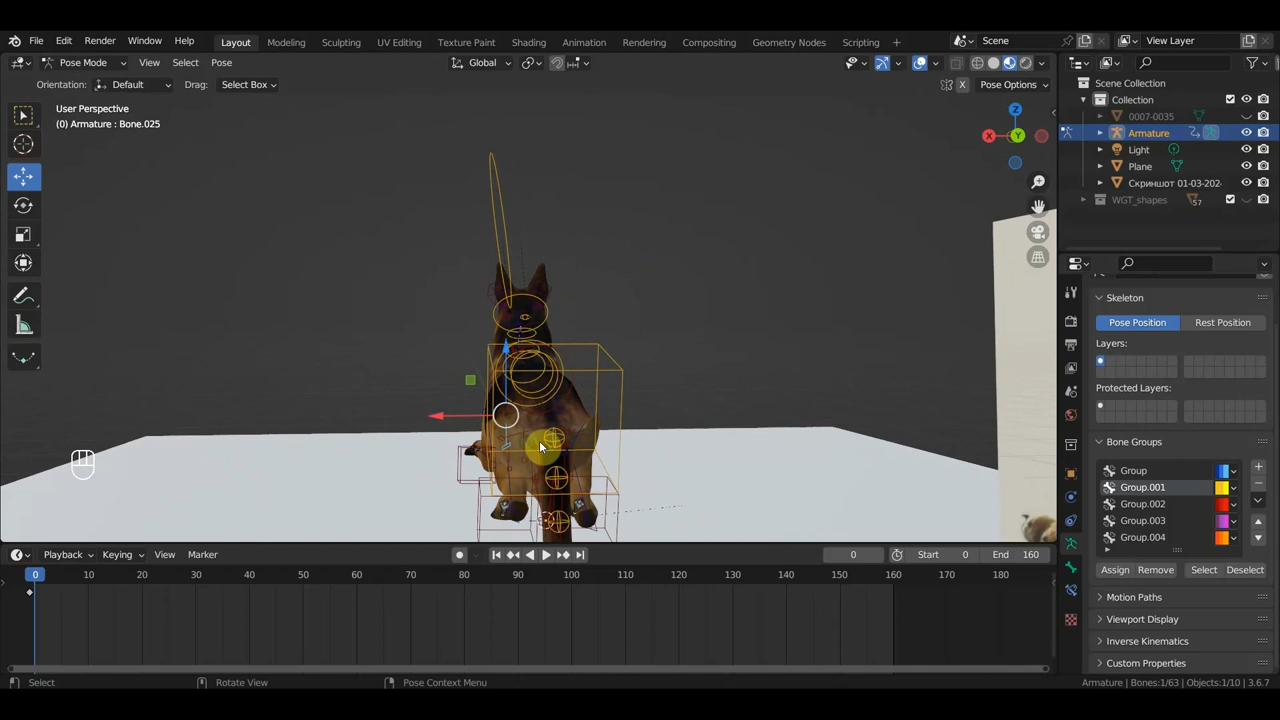 File Edit Render Window Help Layout Modeling Sculpting UV Editing Texture Paint Shading Animation Rendering Compositing Geometry Nodes Scripting + Scene View Layer
Pose Mode View Select Pose Global
Orientation: Default Drag: Select Box X Pose Options
User Perspective
(0) Armature : Bone.025
Scene Collection
Collection
0007-0035
Armature
Light
Plane
Скриншот 01-03-202
WGT_shapes 57
Skeleton
Pose Position Rest Position
Layers:
Protected Layers:
Bone Groups
Group
Group.001
Group.002
Group.003
Group.004
Assign Remove Select Deselect
Motion Paths
Viewport Display
Inverse Kinematics
Custom Properties
Playback Keying View Marker 0 Start 0 End 160
0 10 20 30 40 50 60 70 80 90 100 110 120 130 140 150 160 170 180
Select Rotate View Pose Context Menu Armature | Bones:1/63 | Objects:1/10 | 3.6.7